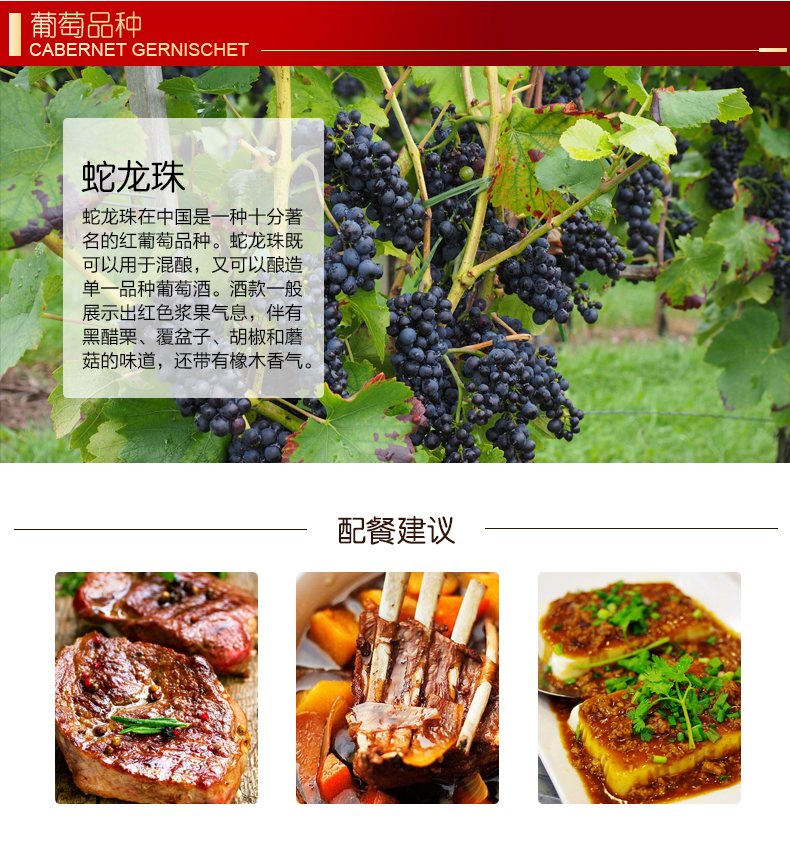 葡萄品种
CABERNET GERNISCHET
蛇龙珠
蛇龙珠在中国是一种十分著
名的红葡萄品种。蛇龙珠既
可以用于混酿，又可以酿造
单一品种葡萄酒。酒款一般
展示出红色浆果气息，伴有
黑醋栗、覆盆子、胡椒和蘑
菇的味道，还带有橡木香气。
配餐建议